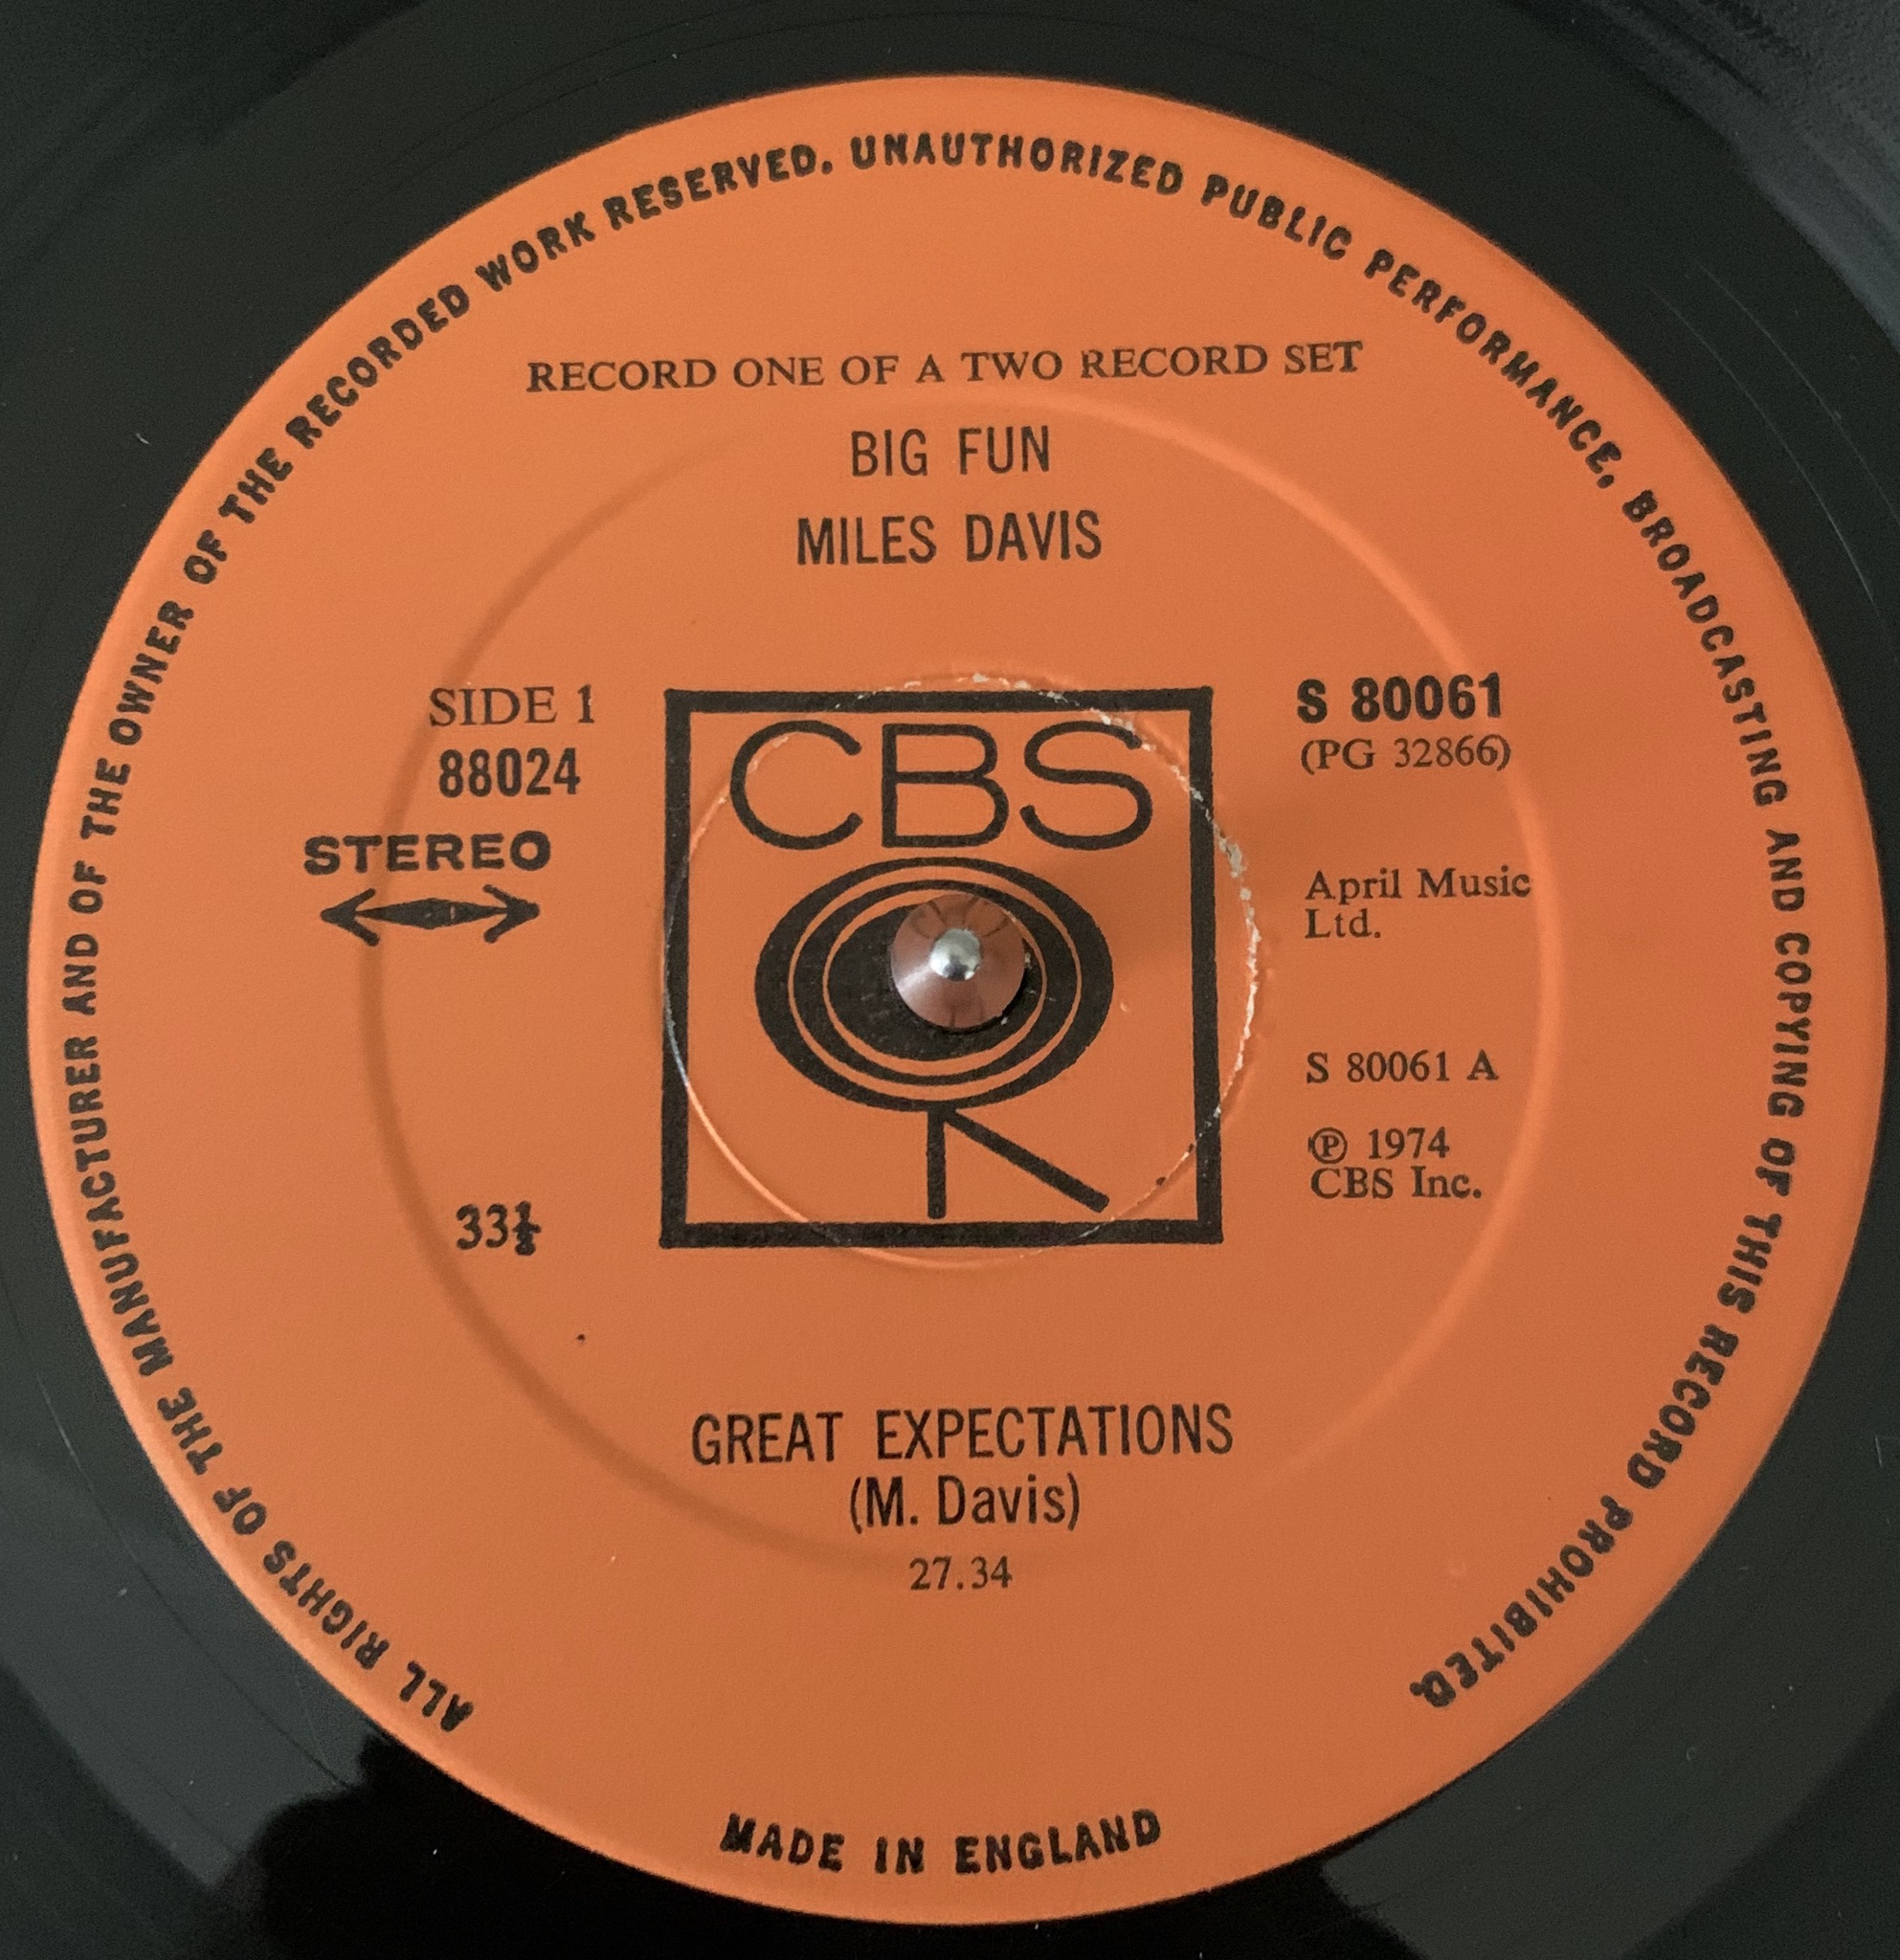 ALL RIGHTS OF THE MANUFACTURER AND OF THE OWNER OF THE RECORDED WORK RESERVED. UNAUTHORIZED PUBLIC PERFORMANCE, BROADCASTING AND COPYING OF THIS RECORD PROHIBITED.
RECORD ONE OF A TWO RECORD SET
BIG FUN
MILES DAVIS
SIDE 1
88024
STEREO
33⅓
CBS
S 80061
(PG 32866)
April Music
Ltd.
S 80061 A
℗ 1974
CBS Inc.
GREAT EXPECTATIONS
(M. Davis)
27.34
MADE IN ENGLAND